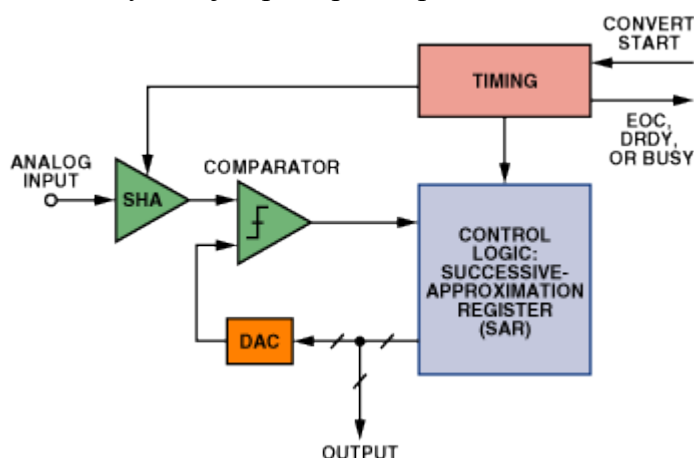 CONVERT
START
TIMING
EOC,
DRDY,
OR BUSY
ANALOG
INPUT
SHA
COMPARATOR
CONTROL
LOGIC:
SUCCESSIVE-
APPROXIMATION
REGISTER
(SAR)
DAC
OUTPUT